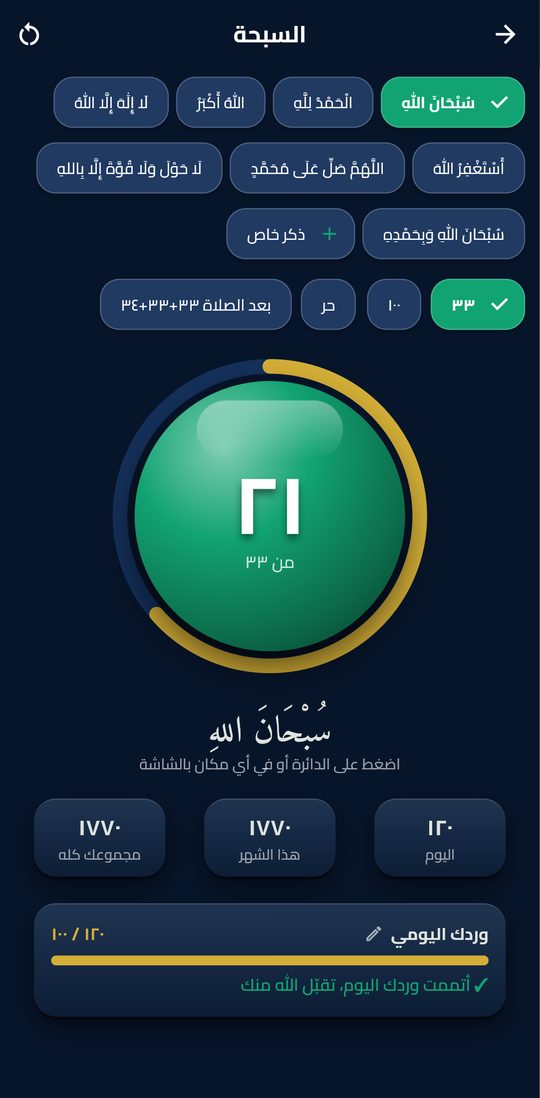 السبحة
سُبْحَانَ اللَّهِ
الْحَمْدُ لِلَّهِ
اللَّهُ أَكْبَرُ
لَا إِلَٰهَ إِلَّا اللَّهُ
أَسْتَغْفِرُ اللَّهَ
اللَّهُمَّ صَلِّ عَلَى مُحَمَّدٍ
لَا حَوْلَ وَلَا قُوَّةَ إِلَّا بِاللَّهِ
سُبْحَانَ اللَّهِ وَبِحَمْدِهِ
+ ذكر خاص
٣٣
١٠٠
حر
بعد الصلاة ٣٣+٣٣+٣٤
٢١
من ٣٣
سُبْحَانَ اللهِ
اضغط على الدائرة أو في أي مكان بالشاشة
١٢٠
اليوم
١٧٧٠
هذا الشهر
١٧٧٠
مجموعك كله
وردك اليومي
١٢٠ / ١٠٠
✓ أتممت وردك اليوم، تقبّل الله منك